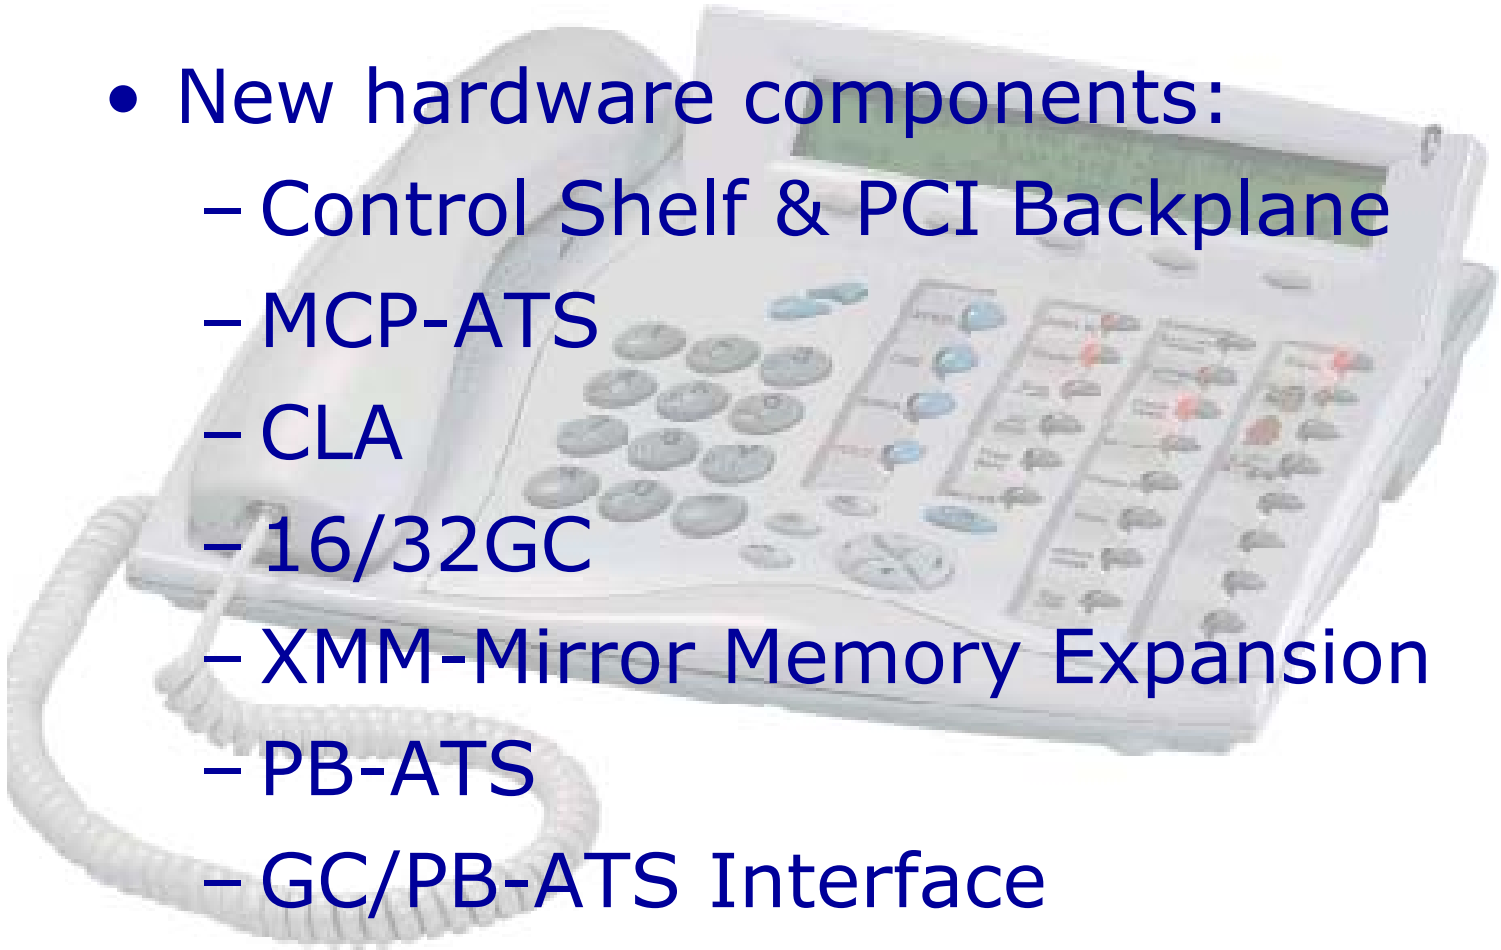 • New hardware components:
– Control Shelf & PCI Backplane
– MCP-ATS
– CLA
– 16/32GC
– XMM-Mirror Memory Expansion
– PB-ATS
– GC/PB-ATS Interface